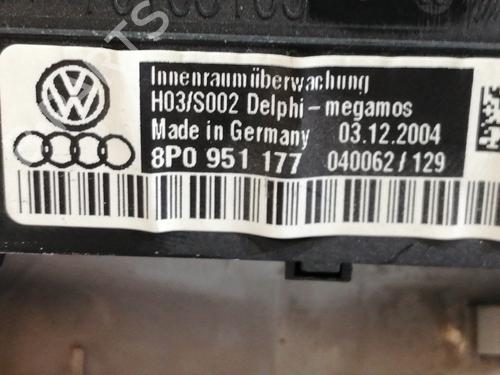 Innenraumüberwachung
H03/S002 Delphi-megamos
Made in Germany 03.12.2004
8P0 951 177 040062/129